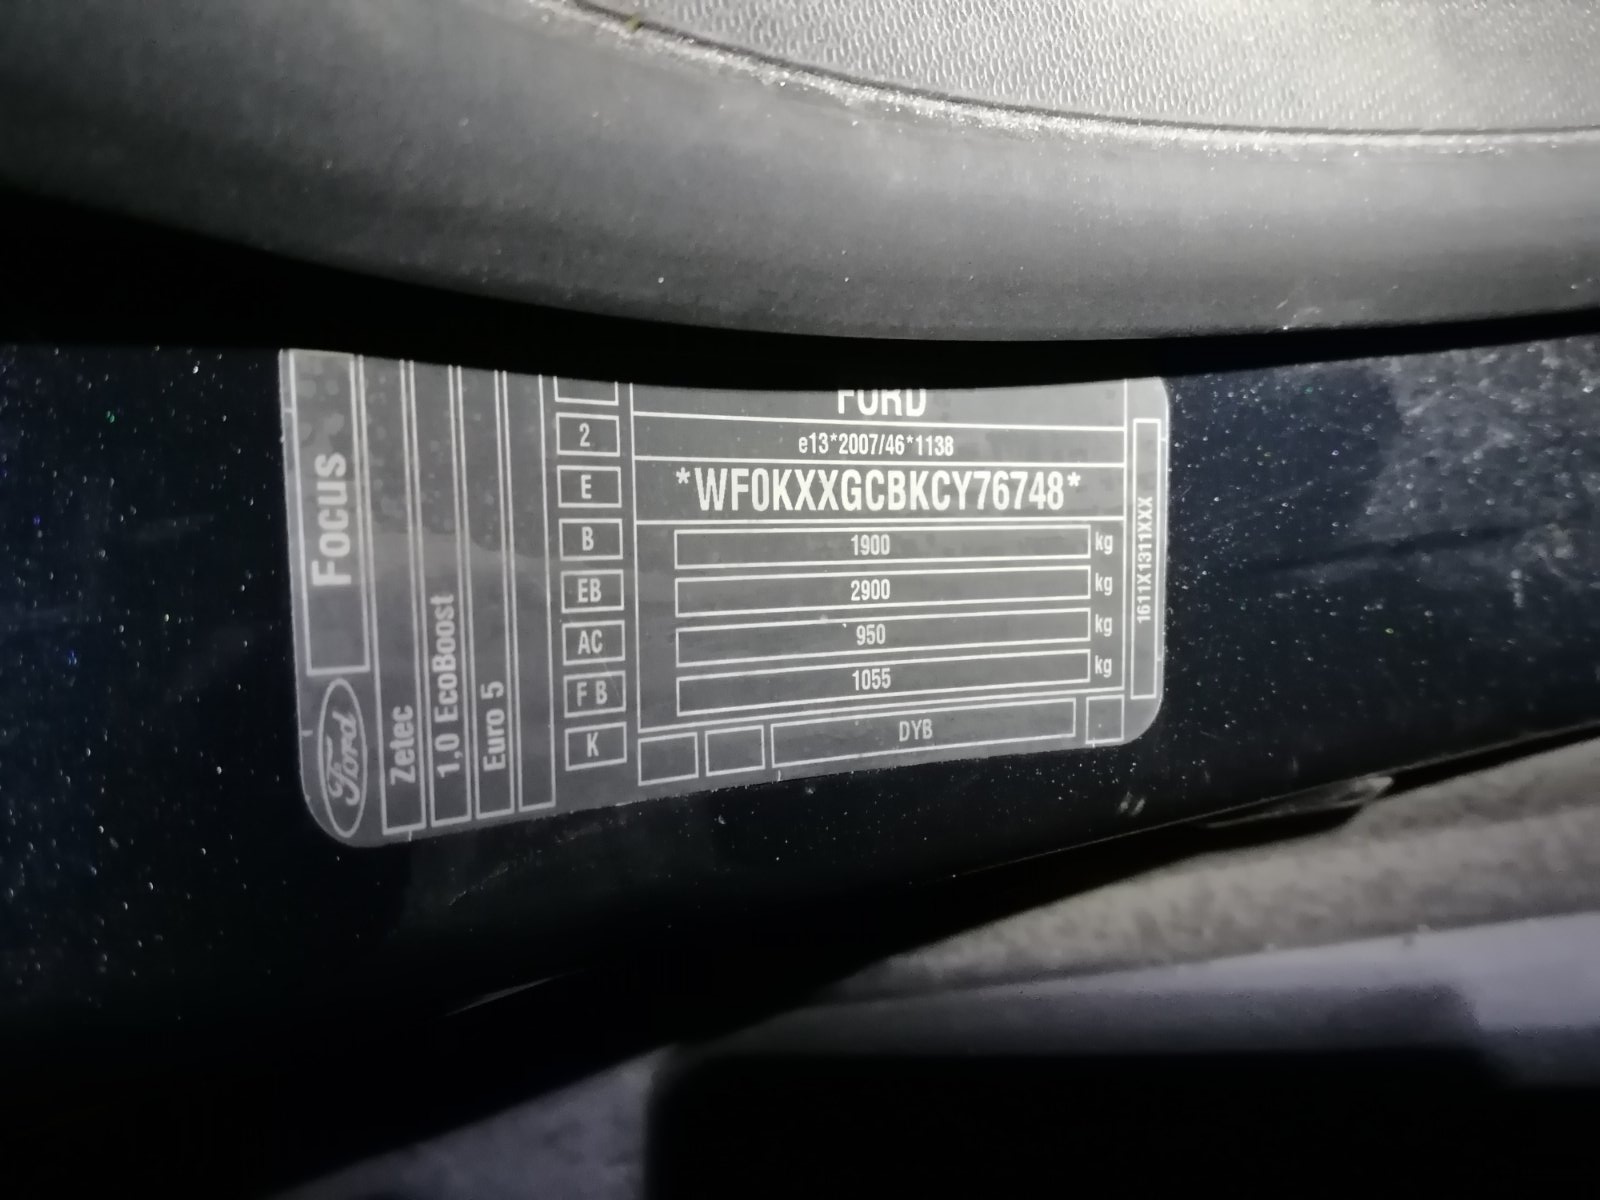 Focus
Ford
Zetec
1,0 EcoBoost
Euro 5
2
E
B
EB
AC
F B
K
FORD
e13*2007/46*1138
*WF0KXXGCBKCY76748*
1900 kg
2900 kg
950 kg
1055 kg
DYB
1611X1311XXX